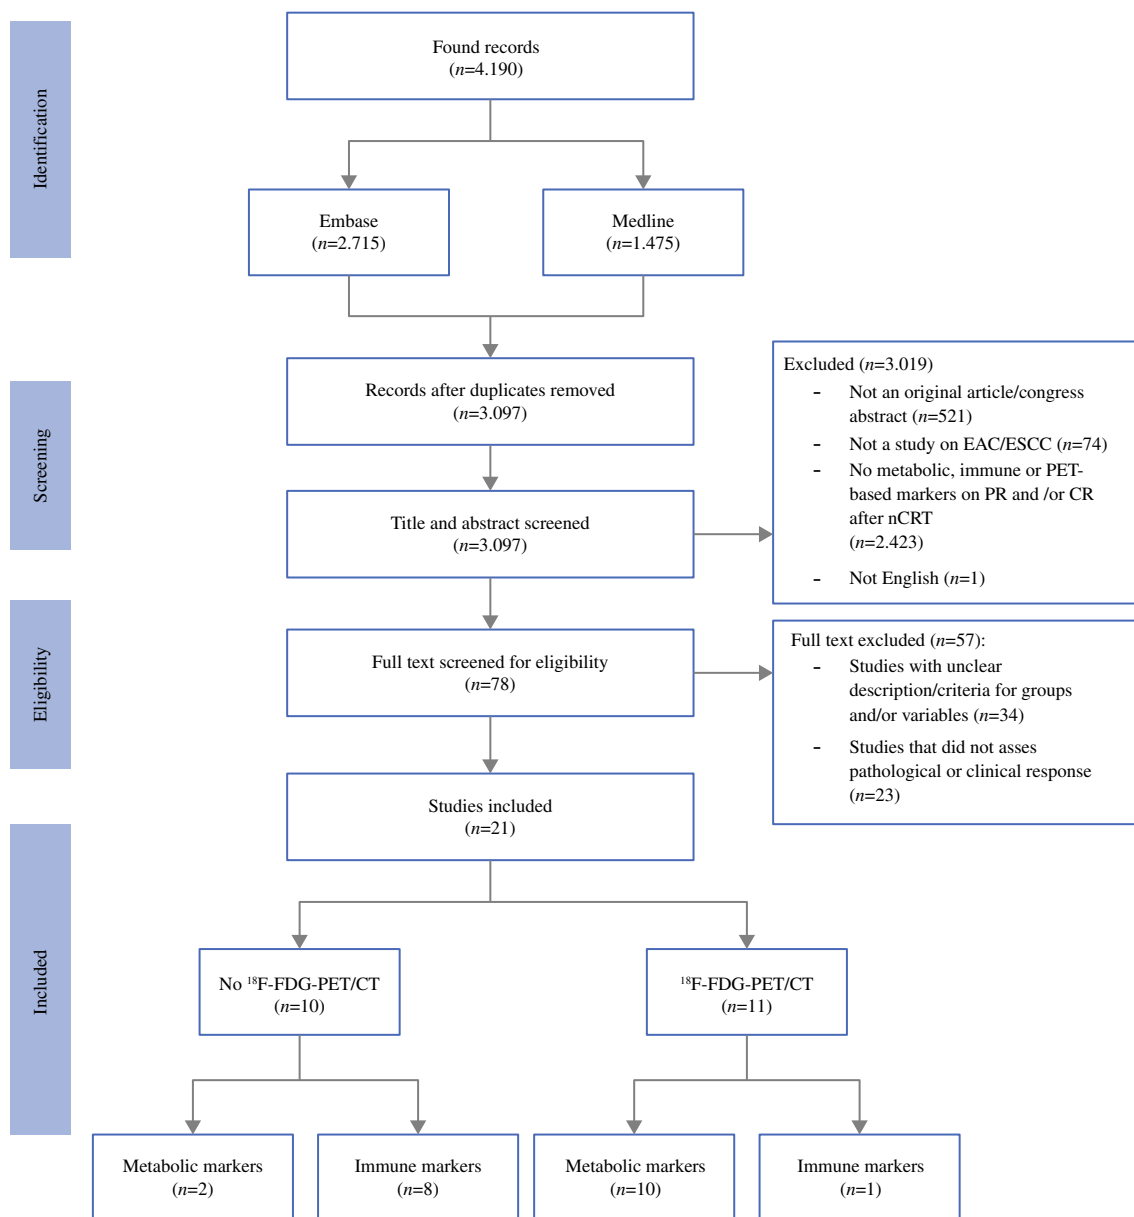 Identification
Found records
(n=4.190)
Embase
(n=2.715)
Medline
(n=1.475)
Screening
Records after duplicates removed
(n=3.097)
Title and abstract screened
(n=3.097)
Excluded (n=3.019)
- Not an original article/congress
abstract (n=521)
- Not a study on EAC/ESCC (n=74)
- No metabolic, immune or PET-
based markers on PR and /or CR
after nCRT
(n=2.423)
- Not English (n=1)
Eligibility
Full text screened for eligibility
(n=78)
Full text excluded (n=57):
- Studies with unclear
description/criteria for groups
and/or variables (n=34)
- Studies that did not asses
pathological or clinical response
(n=23)
Studies included
(n=21)
Included
No ¹⁸F-FDG-PET/CT
(n=10)
¹⁸F-FDG-PET/CT
(n=11)
Metabolic markers
(n=2)
Immune markers
(n=8)
Metabolic markers
(n=10)
Immune markers
(n=1)